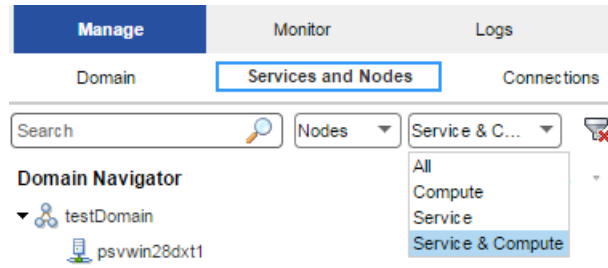 Manage Monitor Logs
Domain Services and Nodes Connections
Search Nodes Service & C...
All
Domain Navigator
Compute
testDomain
Service
Service & Compute
psvwin28dxt1